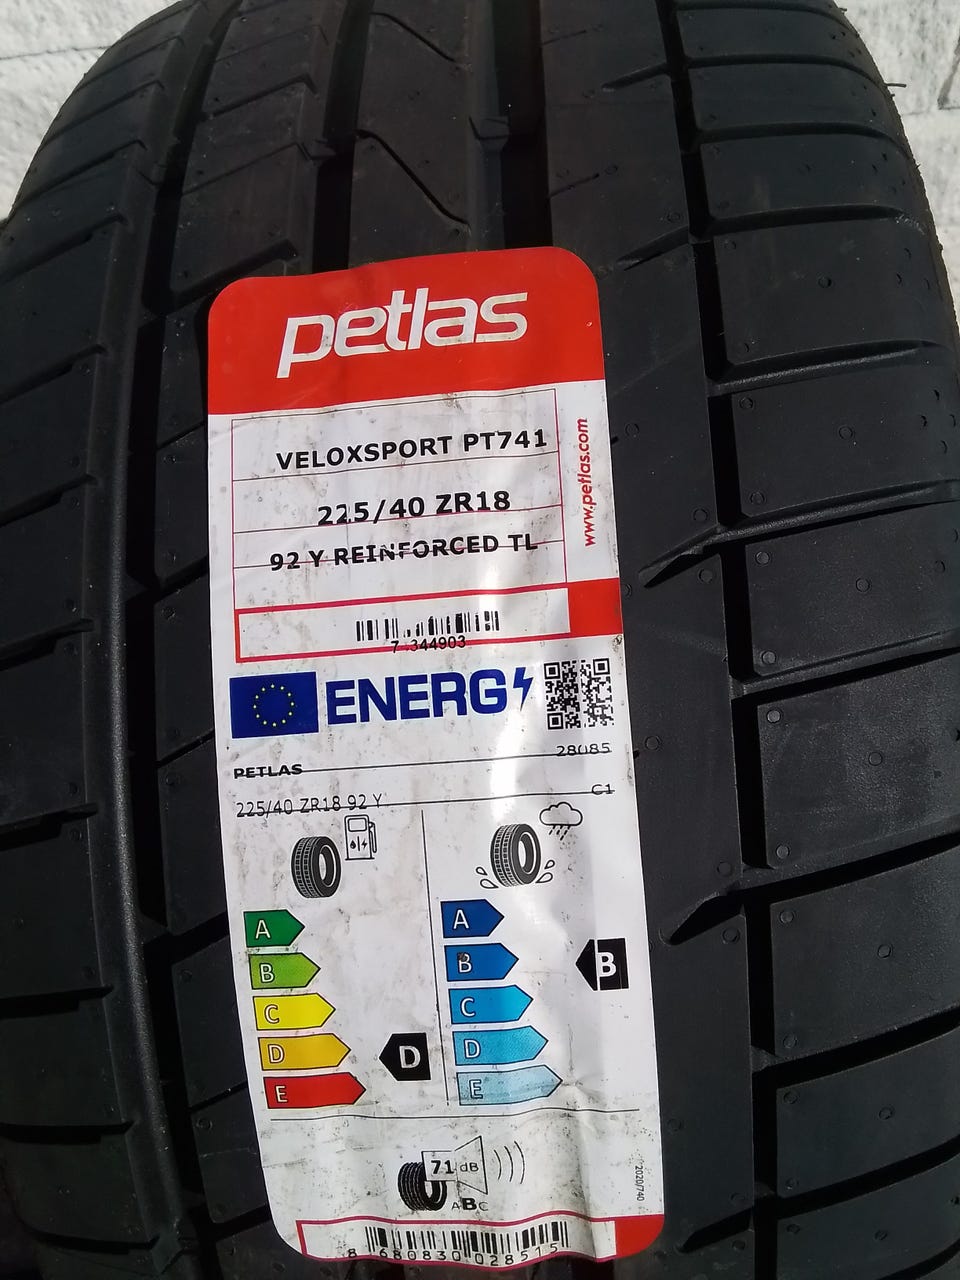 petlas
VELOXSPORT PT741
225/40 ZR18
92 Y REINFORCED TL
www.petlas.com
344903
ENERG
28085
PETLAS
225/40 ZR18 92 Y
C1
A
B
C
D
E
D
A
B
C
D
E
B
71 dB
ABC
2020/740
8 680830 028515